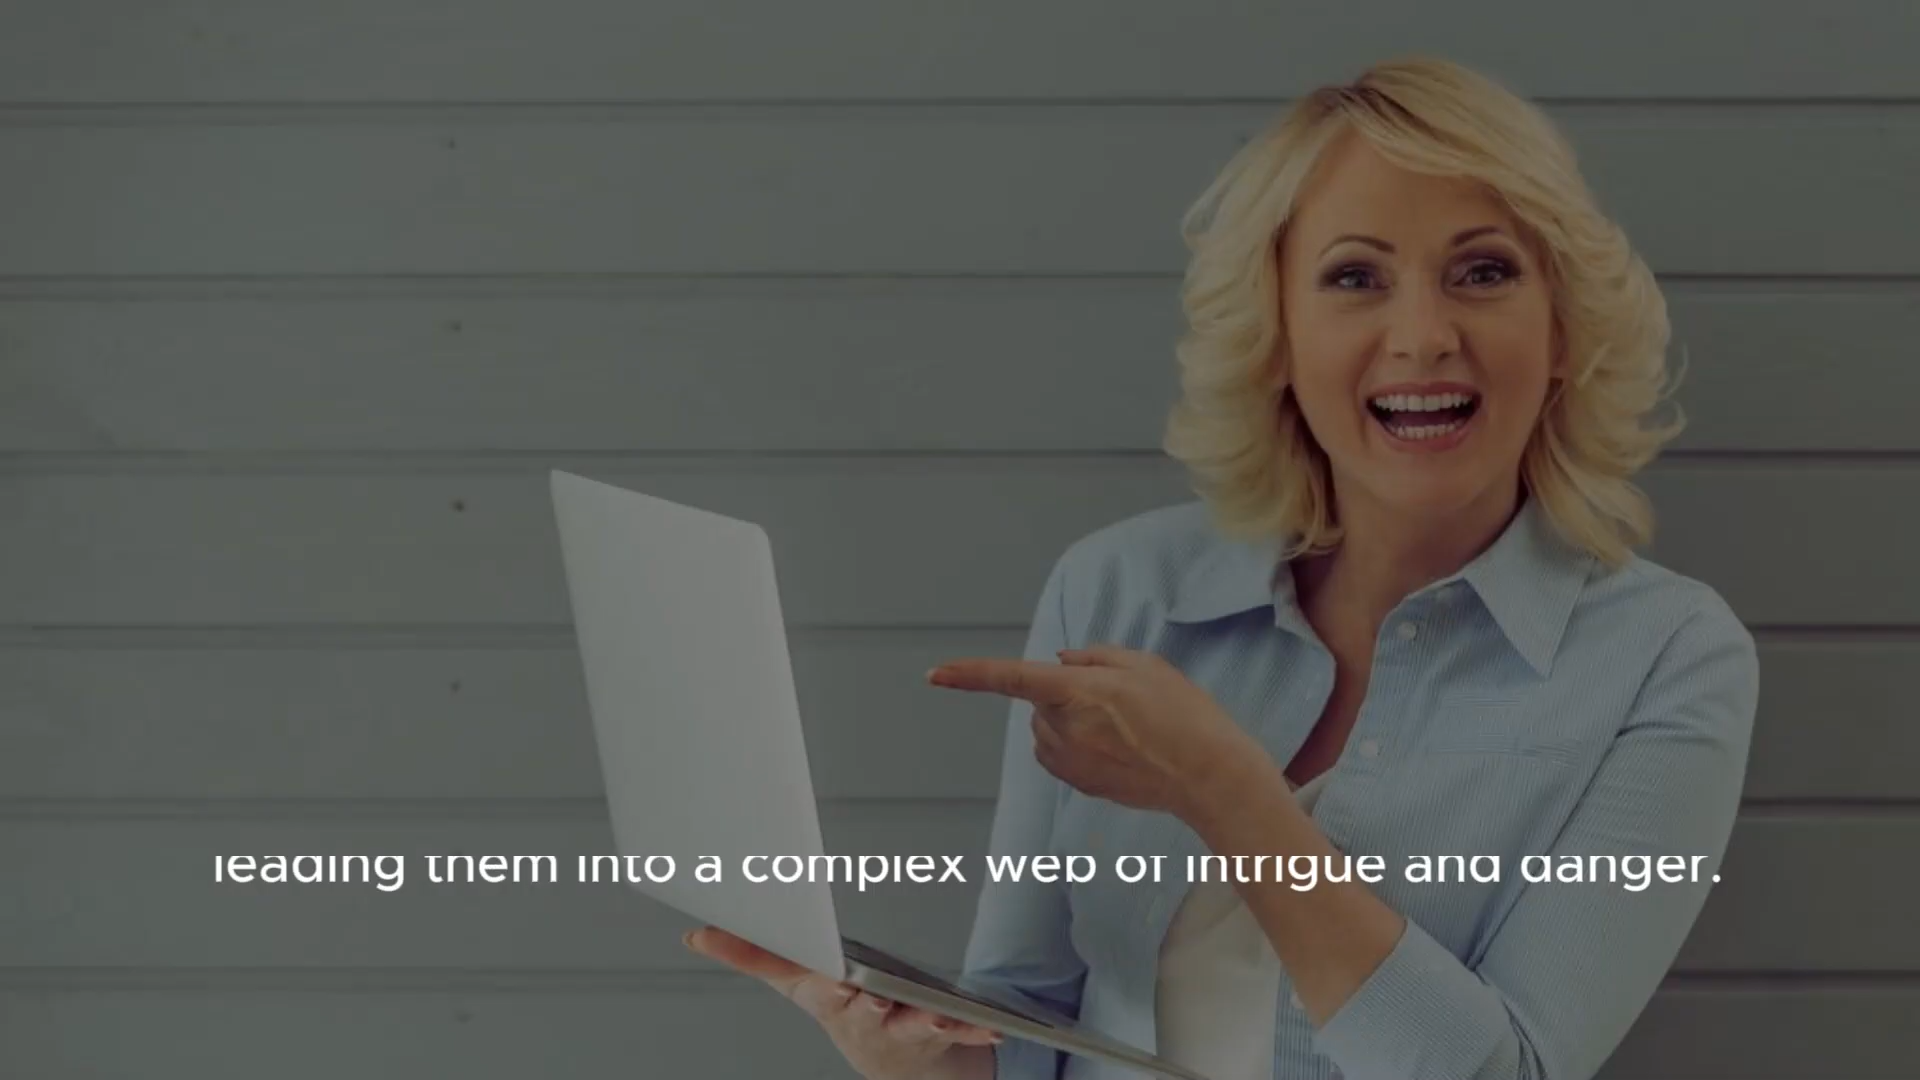 leading them into a complex web of intrigue and danger.